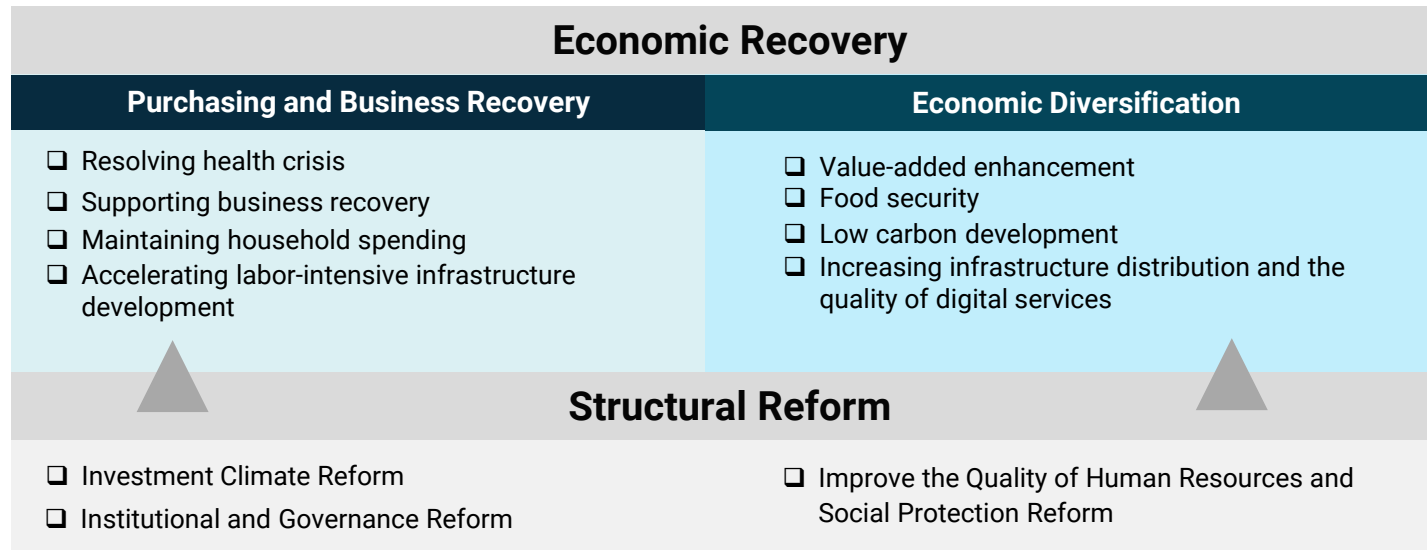 Economic Recovery
Purchasing and Business Recovery
Resolving health crisis
Supporting business recovery
Maintaining household spending
Accelerating labor-intensive infrastructure
development
Economic Diversification
Value-added enhancement
Food security
Low carbon development
Increasing infrastructure distribution and the
quality of digital services
Structural Reform
Investment Climate Reform
Institutional and Governance Reform
Improve the Quality of Human Resources and
Social Protection Reform